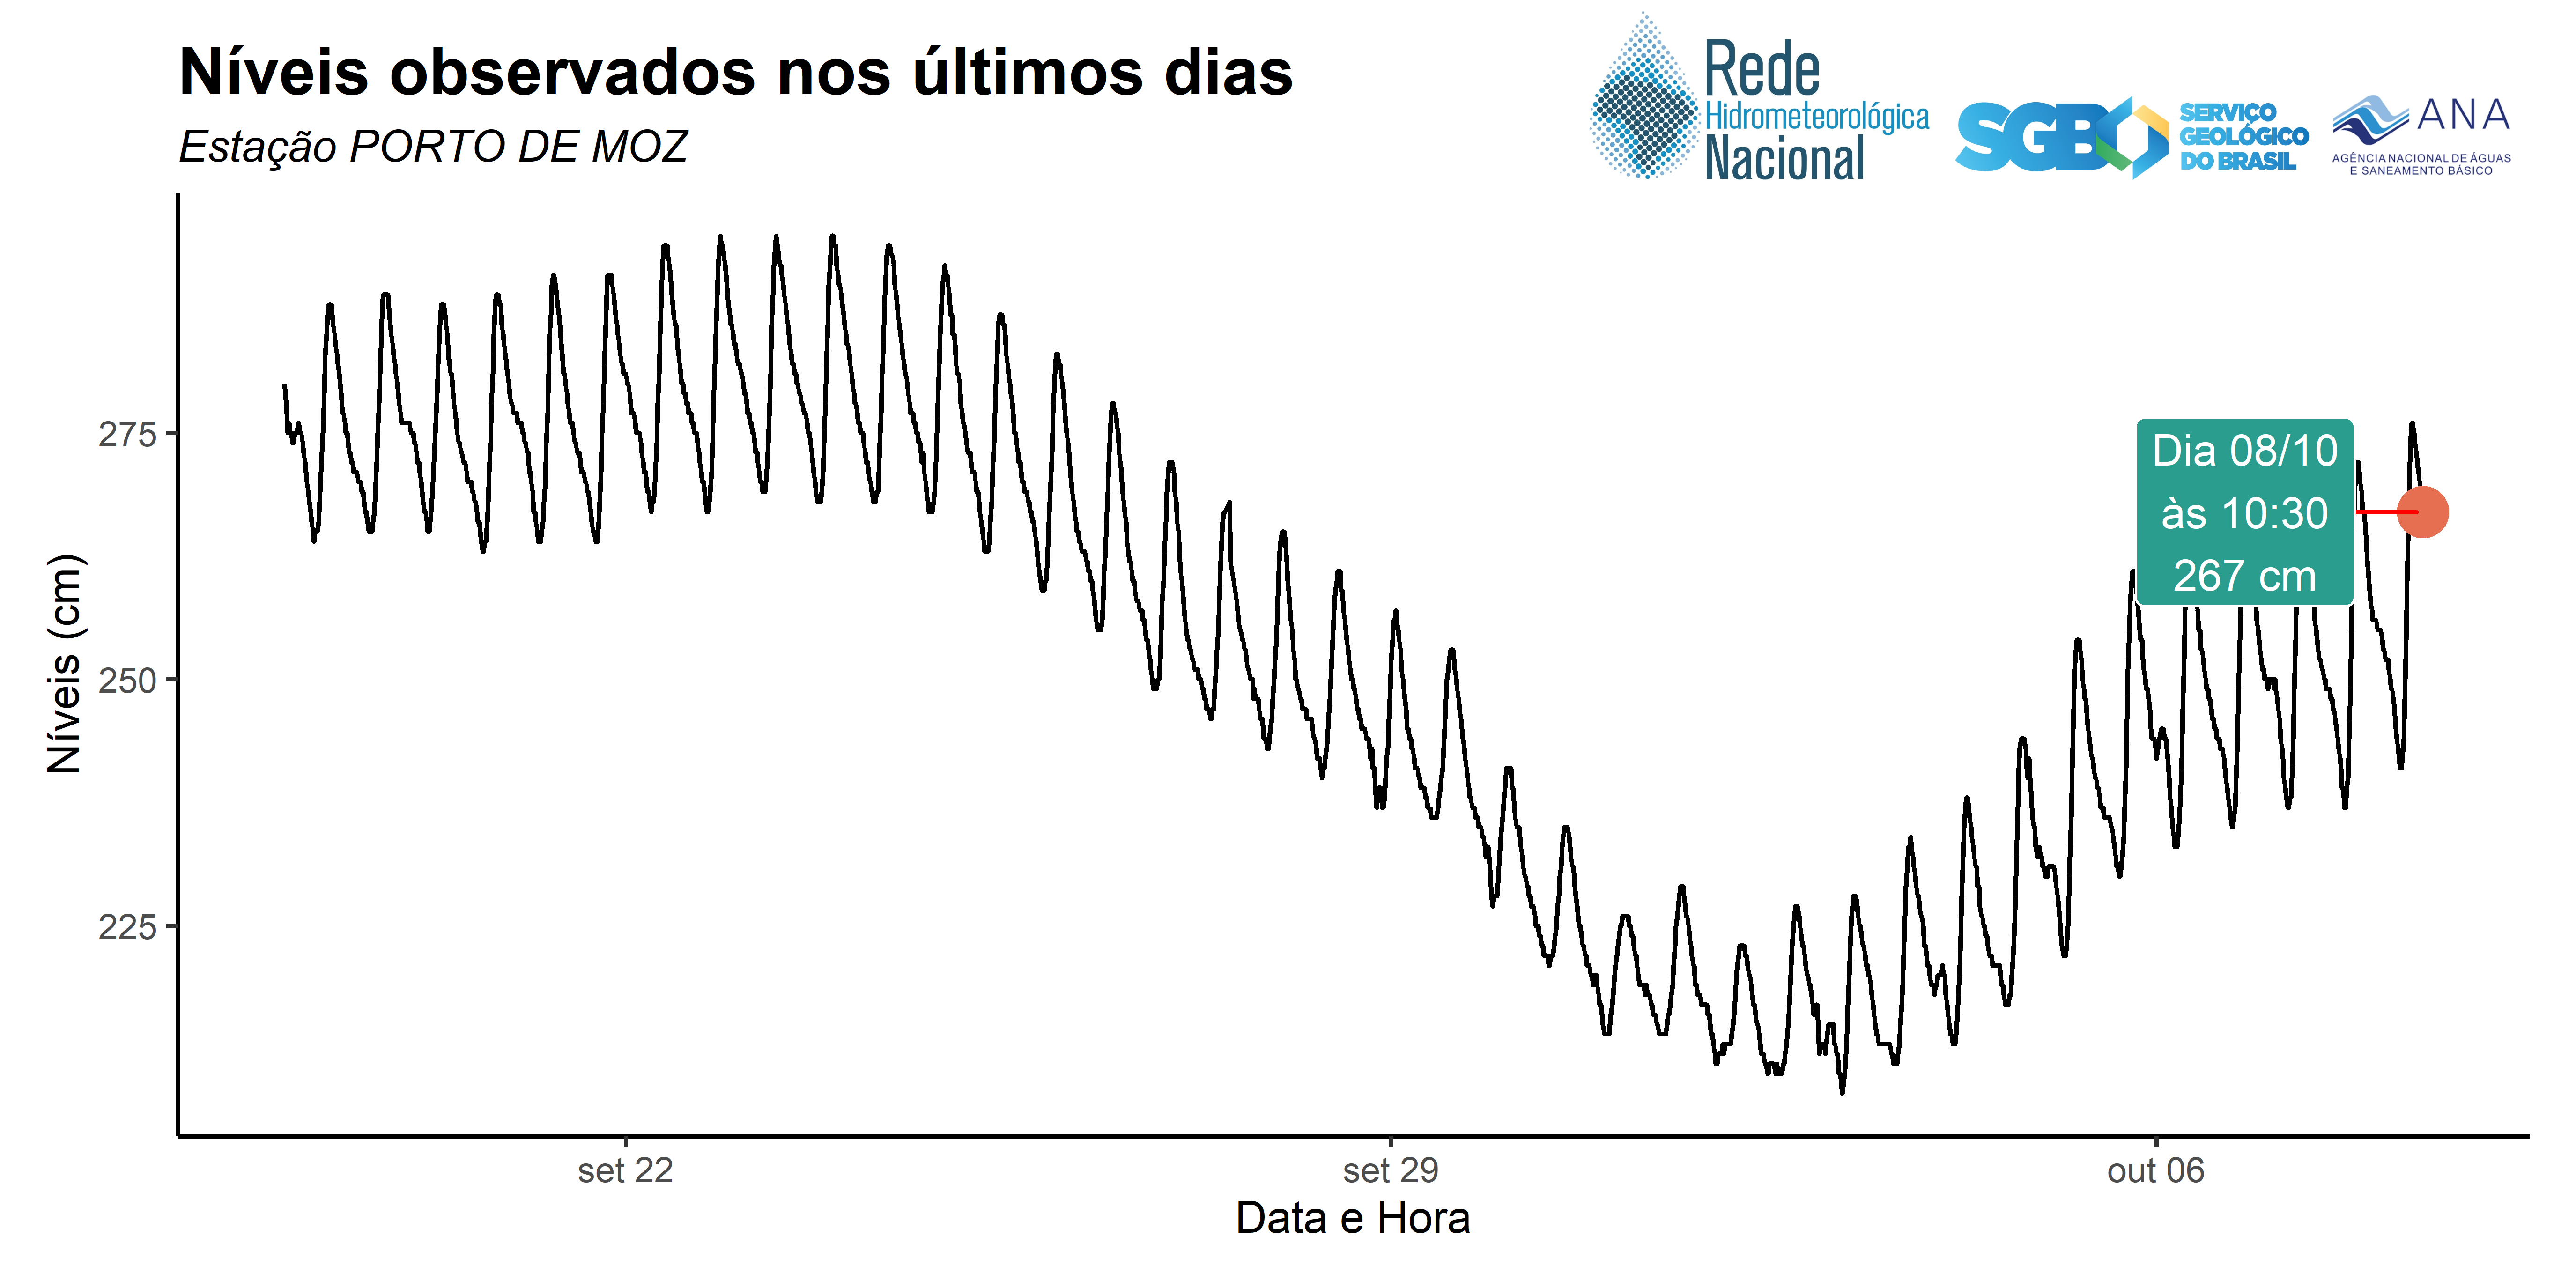 Níveis observados nos últimos dias
Estação PORTO DE MOZ
Rede
Hidrometeorológica
Nacional
SGB
SERVIÇO
GEOLÓGICO
DO BRASIL
ANA
AGÊNCIA NACIONAL DE ÁGUAS
E SANEAMENTO BÁSICO
Níveis (cm)
275
250
225
Dia 08/10
às 10:30
267 cm
set 22
set 29
out 06
Data e Hora